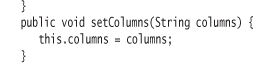 }
public void setColumns(String columns) {
this.columns = columns;
}